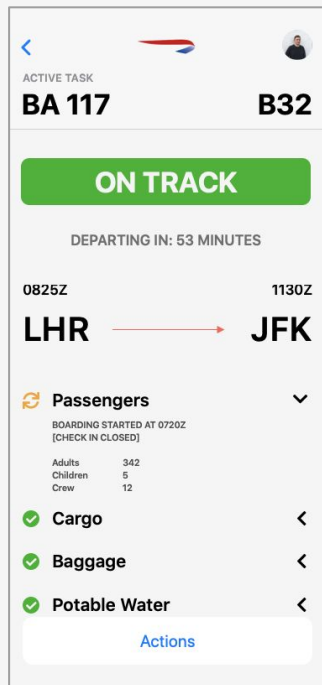 ACTIVE TASK
BA 117 B32
ON TRACK
DEPARTING IN: 53 MINUTES
0825Z 1130Z
LHR JFK
Passengers
BOARDING STARTED AT 0720Z
[CHECK IN CLOSED]
Adults 342
Children 5
Crew 12
Cargo
Baggage
Potable Water
Actions